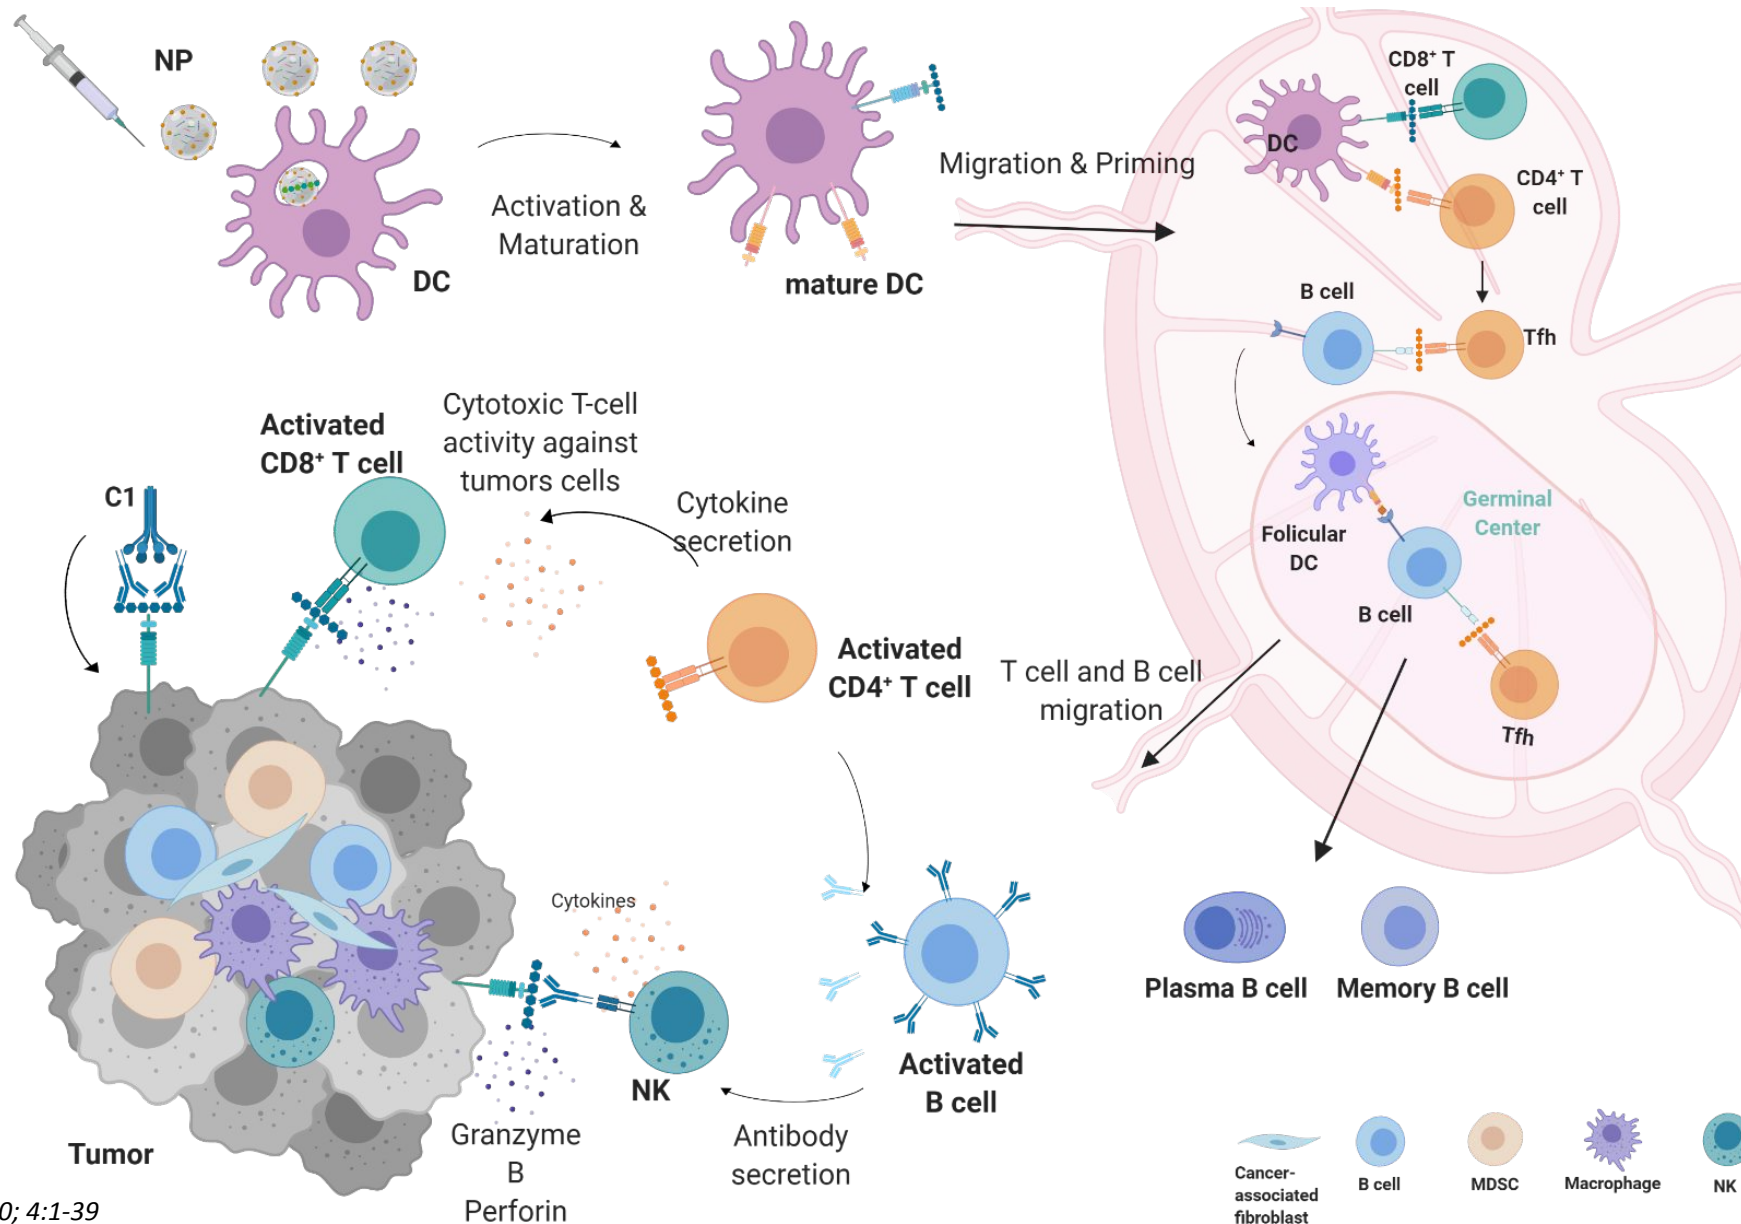 NP
DC
Activation &
Maturation
mature DC
Migration & Priming
CD8⁺ T
cell
DC
CD4⁺ T
cell
B cell
Tfh
Folicular
DC
Germinal
Center
B cell
Tfh
T cell and B cell
migration
Plasma B cell
Memory B cell
Activated
CD8⁺ T cell
Cytotoxic T-cell
activity against
tumors cells
Cytokine
secretion
C1
Activated
CD4⁺ T cell
Cytokines
Activated
B cell
Antibody
secretion
NK
Granzyme
B
Perforin
Tumor
Cancer-
associated
fibroblast
B cell
MDSC
Macrophage
NK
0; 4:1-39